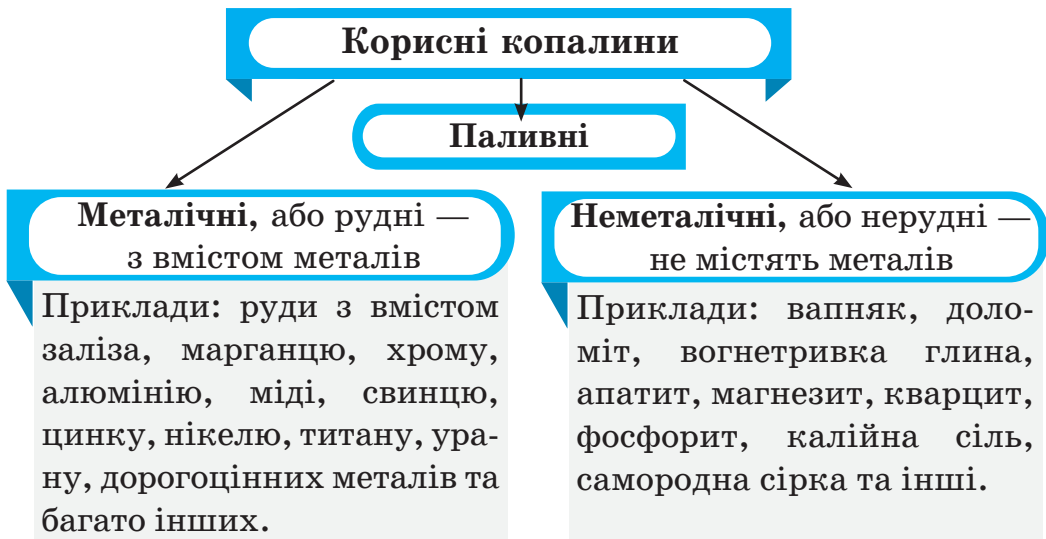 Корисні копалини
Паливні
Металічні, або рудні —
з вмістом металів
Приклади: руди з вмістом
заліза, марганцю, хрому,
алюмінію, міді, свинцю,
цинку, нікелю, титану, ура-
ну, дорогоцінних металів та
багато інших.
Неметалічні, або нерудні —
не містять металів
Приклади: вапняк, доло-
міт, вогнетривка глина,
апатит, магнезит, кварцит,
фосфорит, калійна сіль,
самородна сірка та інші.